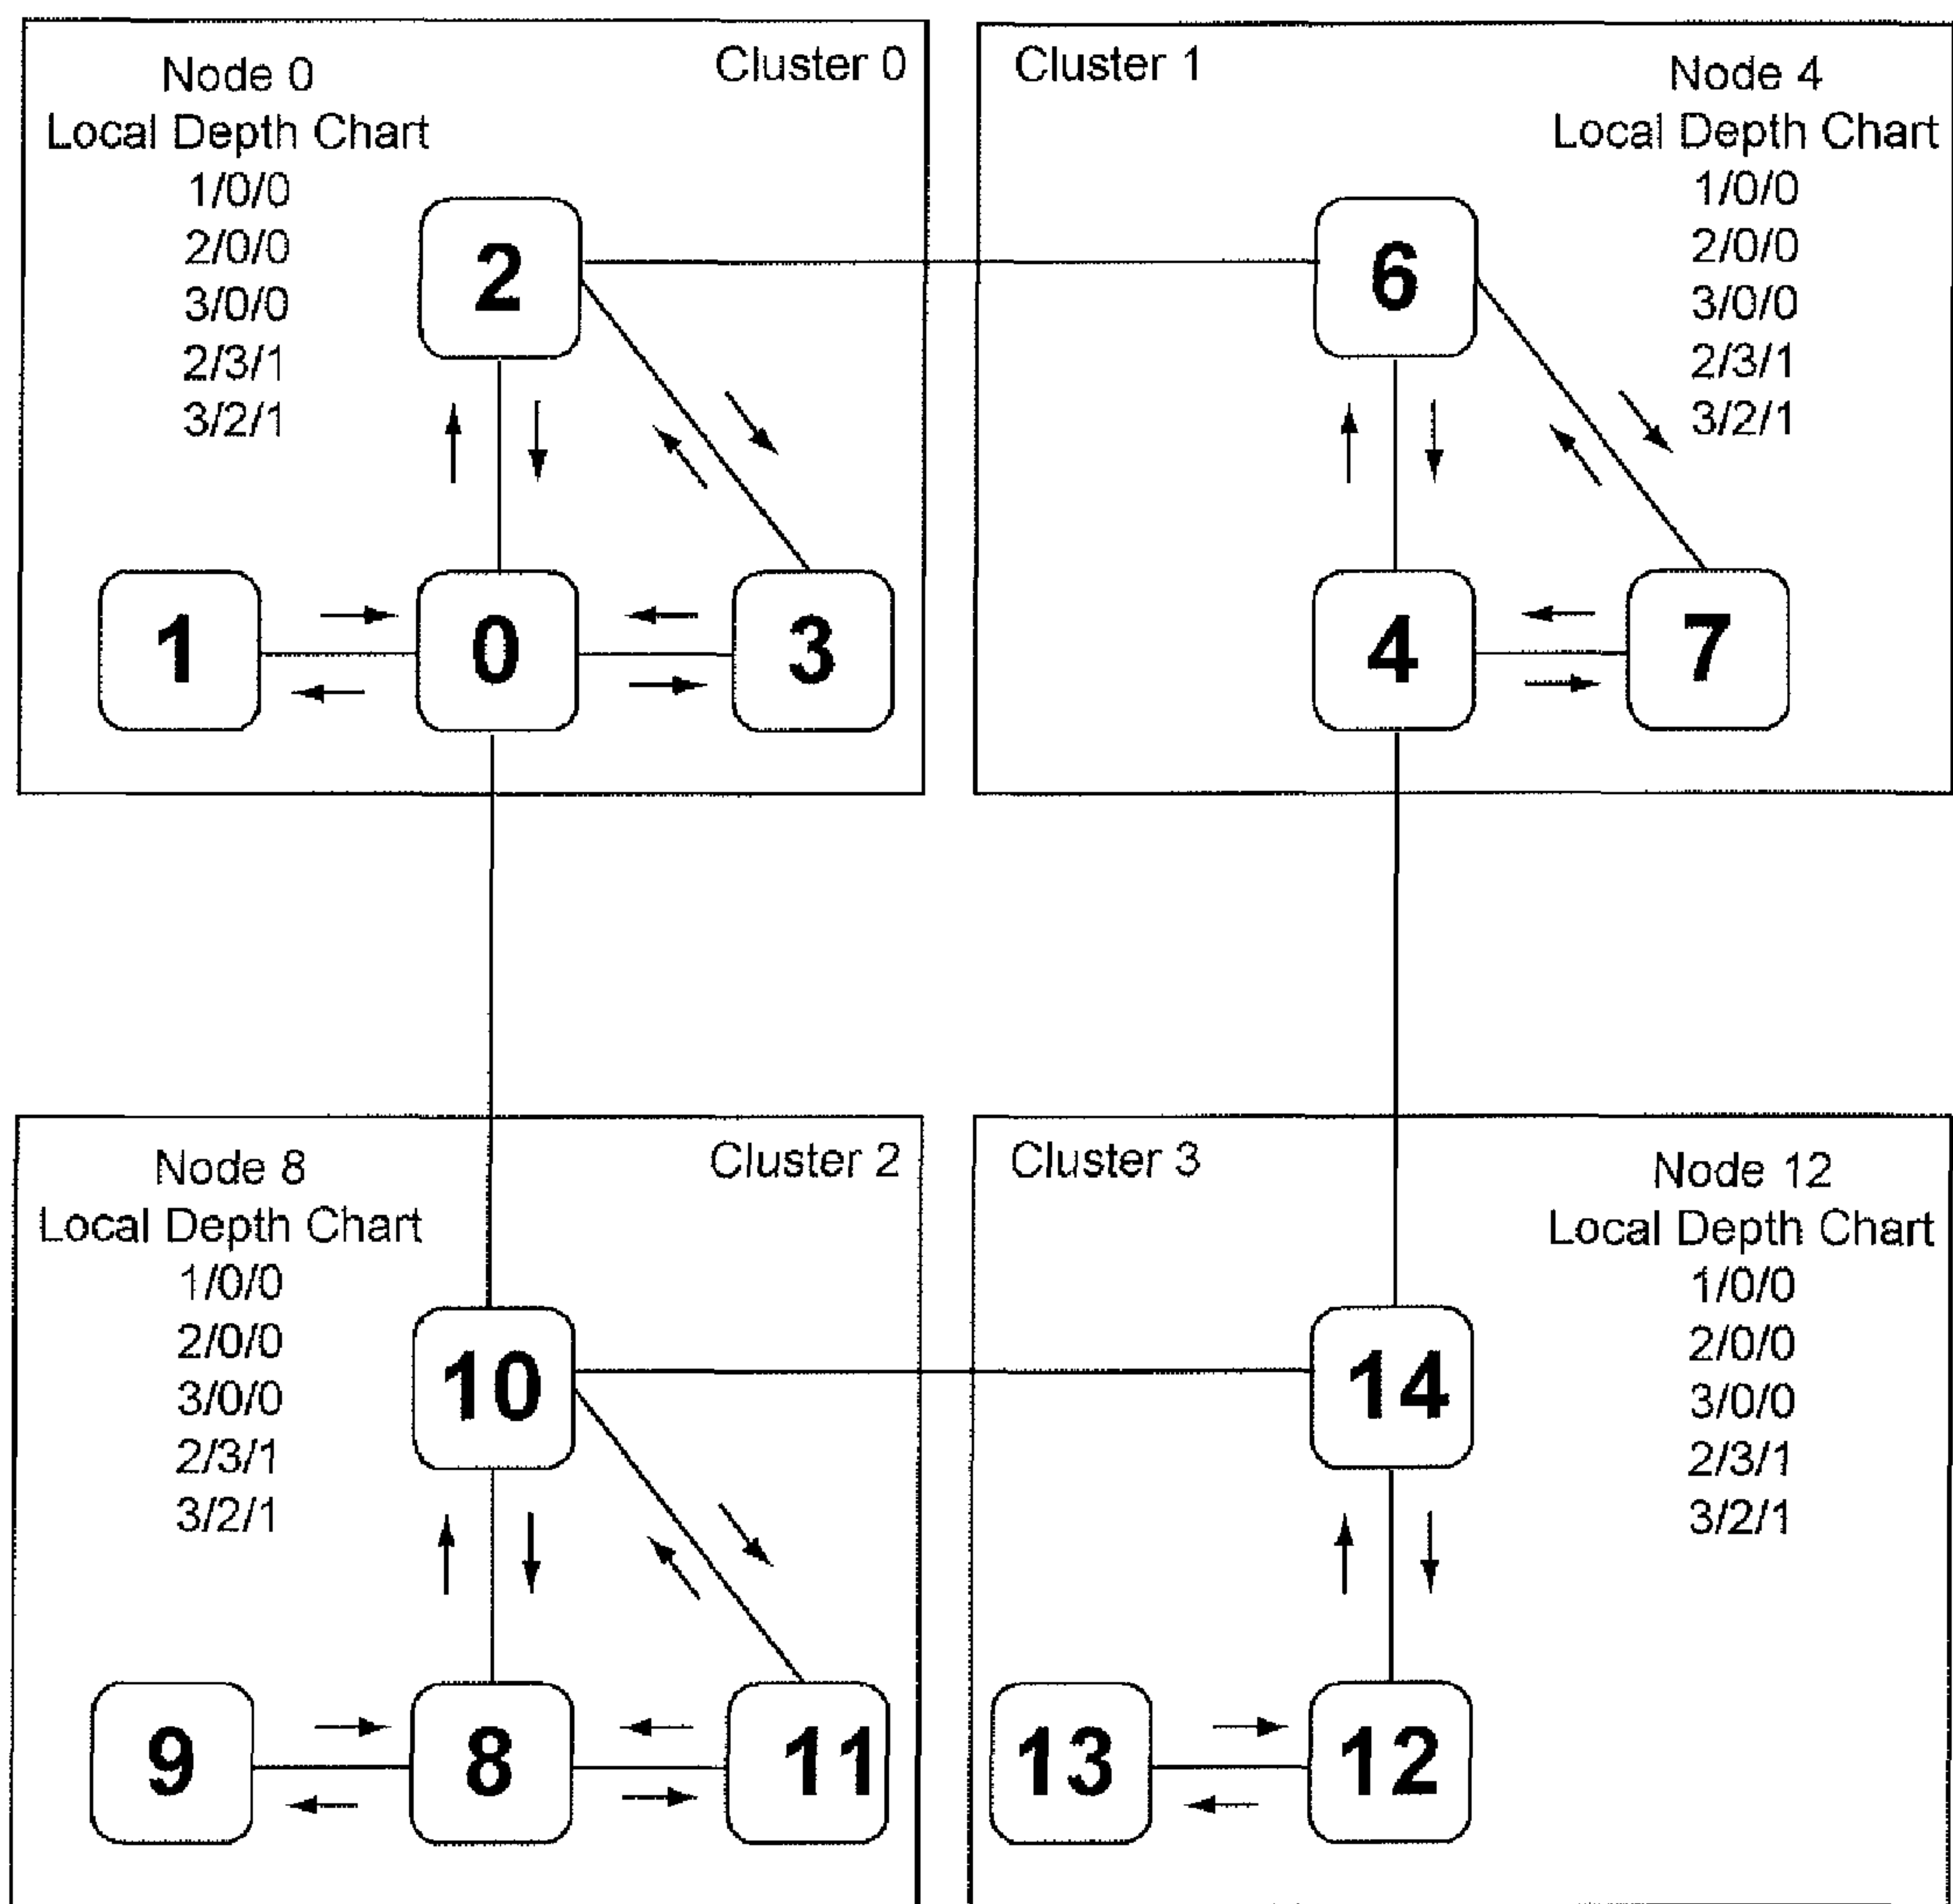 Node 0
Local Depth Chart
1/0/0
2/0/0
3/0/0
2/3/1
3/2/1
Cluster 0
2
1
0
3
Cluster 1
Node 4
Local Depth Chart
1/0/0
2/0/0
3/0/0
2/3/1
3/2/1
6
4
7
Node 8
Local Depth Chart
1/0/0
2/0/0
3/0/0
2/3/1
3/2/1
Cluster 2
10
9
8
11
Cluster 3
Node 12
Local Depth Chart
1/0/0
2/0/0
3/0/0
2/3/1
3/2/1
14
13
12